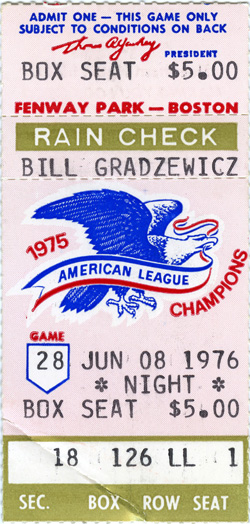 ADMIT ONE — THIS GAME ONLY
SUBJECT TO CONDITIONS ON BACK
Thomas A Yawkey
PRESIDENT
BOX SEAT $5.00
FENWAY PARK — BOSTON
RAIN CHECK
BILL GRADZEWICZ
1975
AMERICAN LEAGUE
CHAMPIONS
GAME
28 JUN 08 1976
* NIGHT *
BOX SEAT $5.00
18 126 LL 1
SEC. BOX ROW SEAT